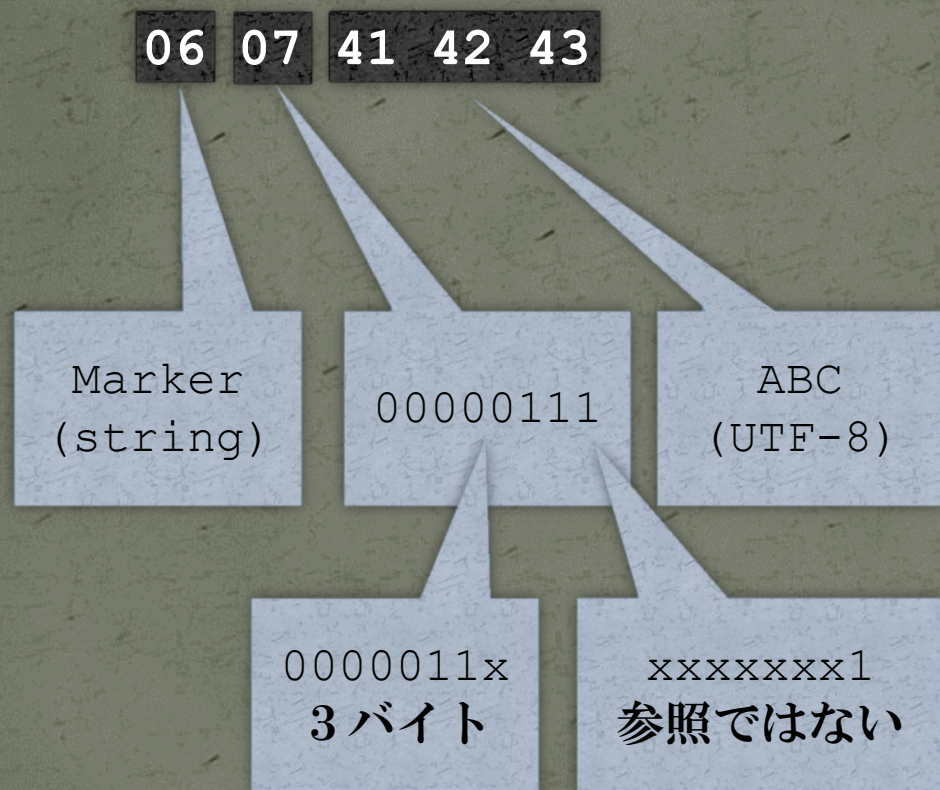 06 07 41 42 43
Marker
(string)
00000111
ABC
(UTF-8)
0000011x
3バイト
xxxxxxx1
参照ではない